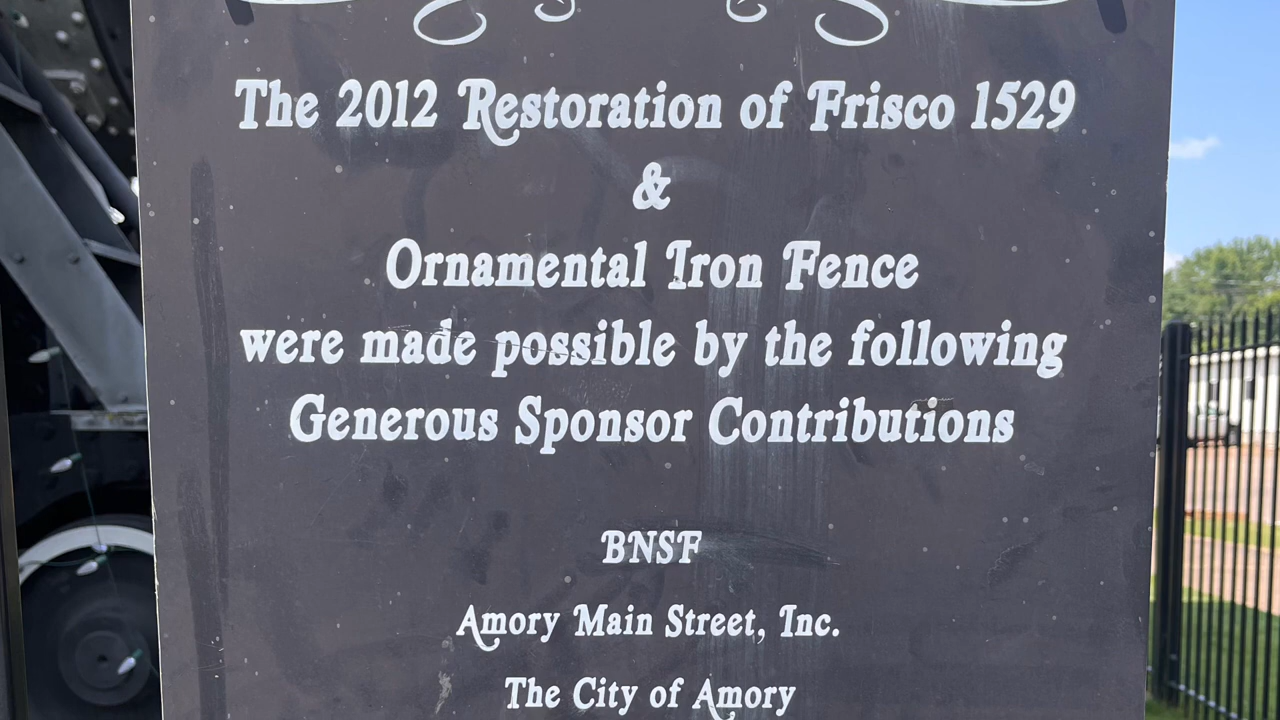 The 2012 Restoration of Frisco 1529
&
Ornamental Iron Fence
were made possible by the following
Generous Sponsor Contributions
BNSF
Amory Main Street, Inc.
The City of Amory